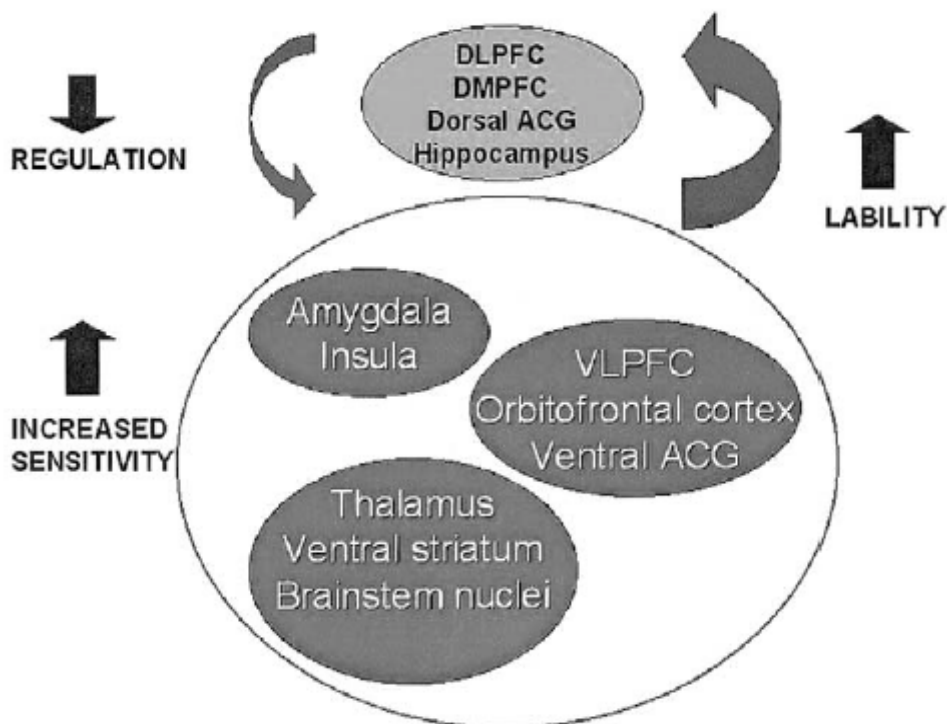 DLPFC
DMPFC
Dorsal ACG
Hippocampus
REGULATION
LABILITY
Amygdala
Insula
VLPFC
Orbitofrontal cortex
Ventral ACG
INCREASED
SENSITIVITY
Thalamus
Ventral striatum
Brainstem nuclei